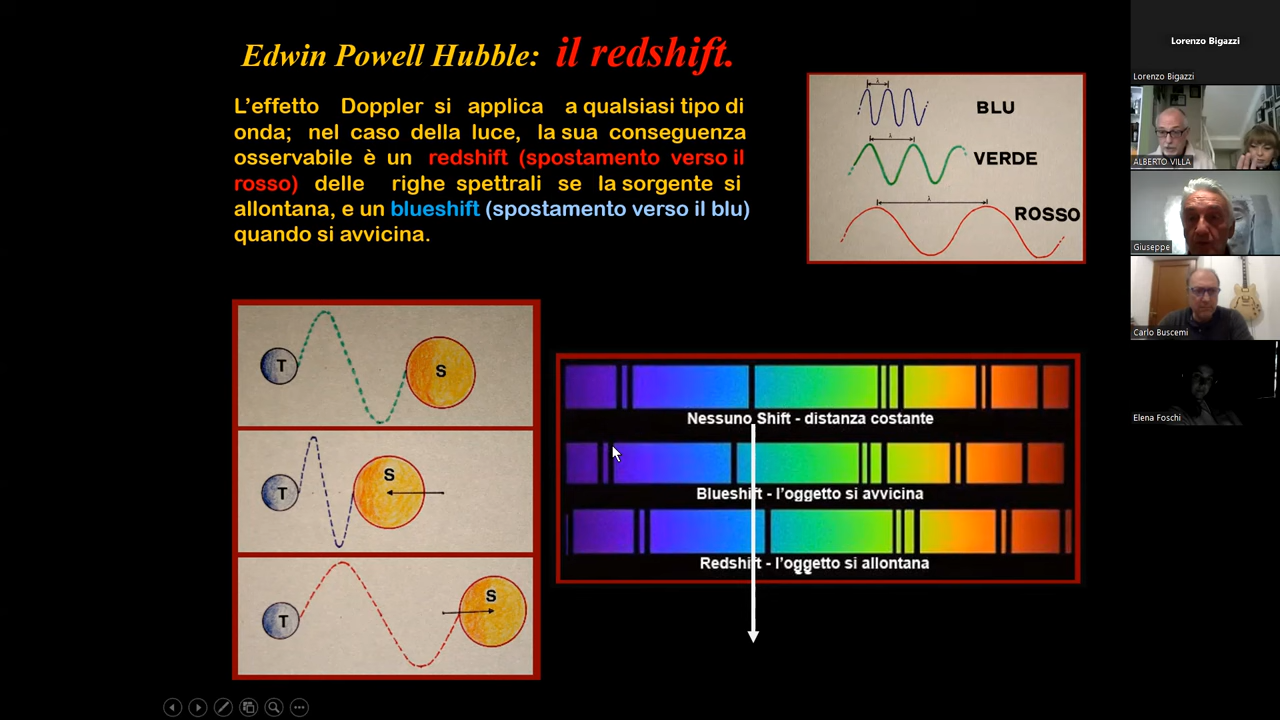 Edwin Powell Hubble: il redshift.
L'effetto Doppler si applica a qualsiasi tipo di
onda; nel caso della luce, la sua conseguenza
osservabile è un redshift (spostamento verso il
rosso) delle righe spettrali se la sorgente si
allontana, e un blueshift (spostamento verso il blu)
quando si avvicina.
λ
BLU
λ
VERDE
λ
ROSSO
T
S
T
S
T
S
Nessuno Shift - distanza costante
Blueshift - l'oggetto si avvicina
Redshift - l'oggetto si allontana
Lorenzo Bigazzi
Lorenzo Bigazzi
ALBERTO VILLA
Giuseppe
Carlo Buscemi
Elena Foschi